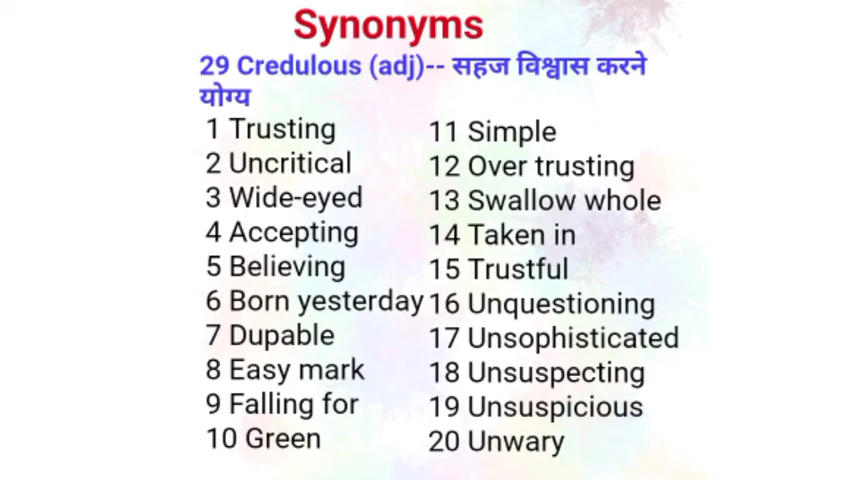 Synonyms
29 Credulous (adj)-- सहज विश्वास करने
योग्य
1 Trusting
2 Uncritical
3 Wide-eyed
4 Accepting
5 Believing
6 Born yesterday
7 Dupable
8 Easy mark
9 Falling for
10 Green
11 Simple
12 Over trusting
13 Swallow whole
14 Taken in
15 Trustful
16 Unquestioning
17 Unsophisticated
18 Unsuspecting
19 Unsuspicious
20 Unwary